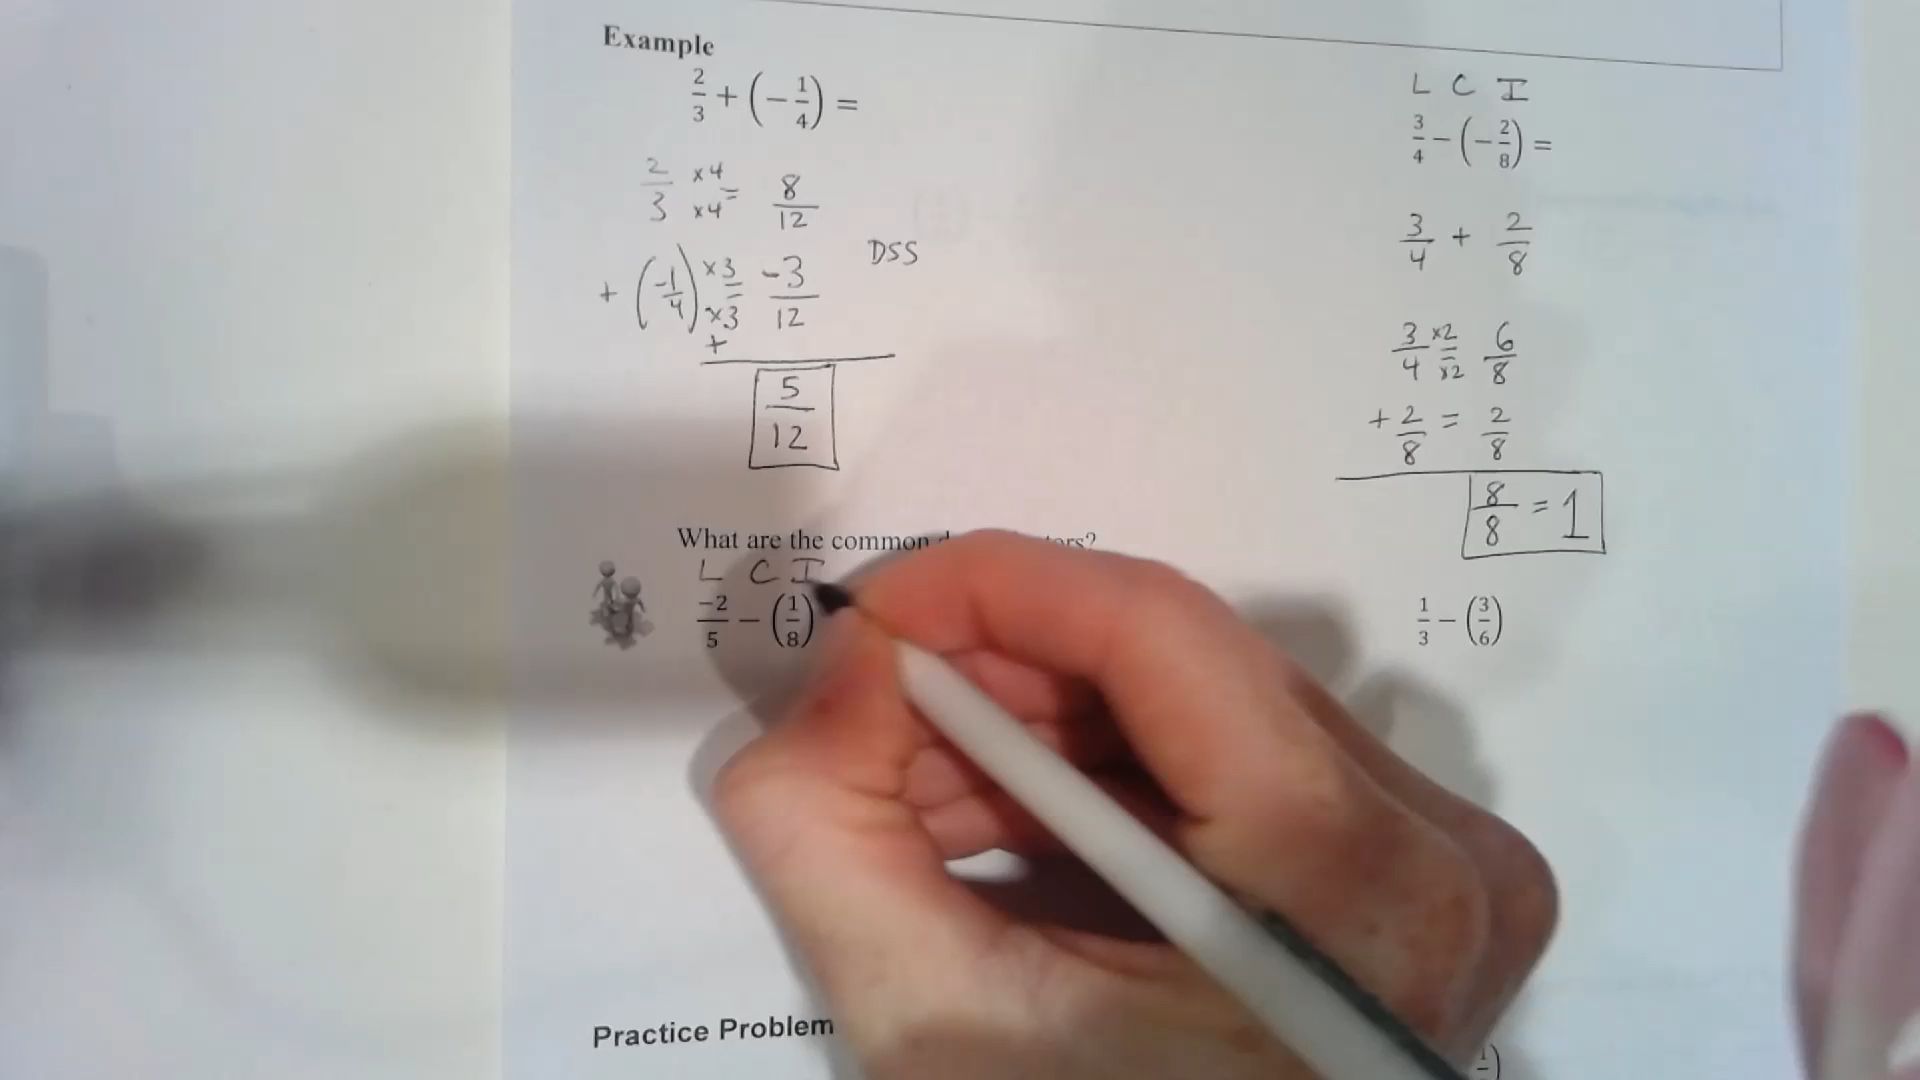 Example
2/3 + (-1/4) =
2/3 ×4/×4 = 8/12
DSS
+ (-1/4) ×3/×3 = -3/12
+
5/12
L C I
3/4 - (-2/8) =
3/4 + 2/8
3/4 ×2/×2 = 6/8
+ 2/8 = 2/8
8/8 = 1
What are the common
L C I
-2/5 - (1/8)
1/3 - (3/6)
Practice Problem